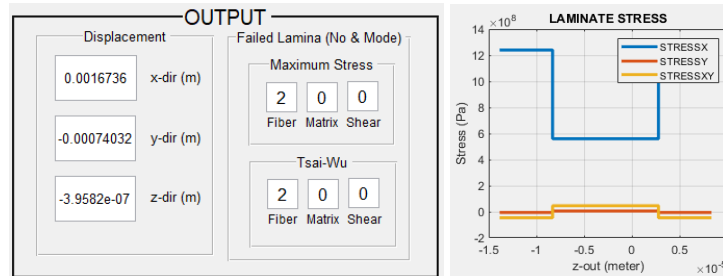 OUTPUT
Displacement
0.0016736 x-dir (m)
-0.00074032 y-dir (m)
-3.9582e-07 z-dir (m)
Failed Lamina (No & Mode)
Maximum Stress
2 0 0
Fiber Matrix Shear
Tsai-Wu
2 0 0
Fiber Matrix Shear
LAMINATE STRESS
×10⁸
14
12
10
8
6
4
2
0
-2
Stress (Pa)
STRESSX
STRESSY
STRESSXY
-1.5 -1 -0.5 0 0.5
z-out (meter)